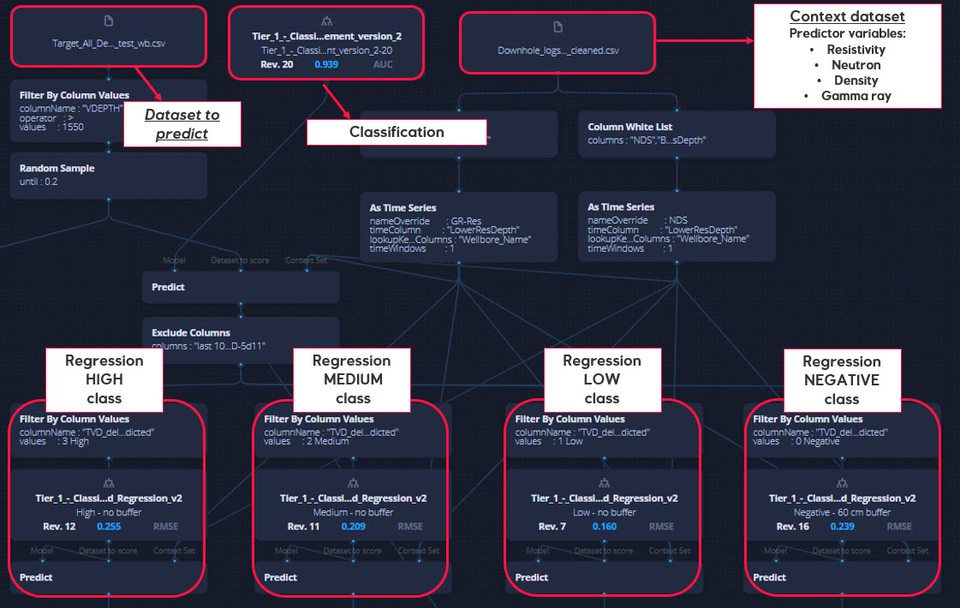 Target_All_De..._test_wb.csv
Tier_1_-_Classi...ement_version_2
Tier_1_-_Classi...nt_version_2-20
Rev. 20 0.939 AUC
Downhole_logs..._cleaned.csv
Context dataset
Predictor variables:
• Resistivity
• Neutron
• Density
• Gamma ray
Filter By Column Values
columnName : "VDEPTH"
operator : >
values : 1550
Dataset to
predict
Classification
Column White List
columns : "NDS","B...sDepth"
Random Sample
until : 0.2
As Time Series
nameOverride : GR-Res
timeColumn : "LowerResDepth"
lookupKe...Columns : "Wellbore_Name"
timeWindows : 1
As Time Series
nameOverride : NDS
timeColumn : "LowerResDepth"
lookupKe...Columns : "Wellbore_Name"
timeWindows : 1
Model Dataset to score Context Set
Predict
Exclude Columns
columns : "last 10...D-5d11"
Regression
HIGH
class
Regression
MEDIUM
class
Regression
LOW
class
Regression
NEGATIVE
class
Filter By Column Values
columnName : "TVD_del...dicted"
values : 3 High
Filter By Column Values
columnName : "TVD_del...dicted"
values : 2 Medium
Filter By Column Values
columnName : "TVD_del...dicted"
values : 1 Low
Filter By Column Values
columnName : "TVD_del...dicted"
values : 0 Negative
Tier_1_-_Classi...d_Regression_v2
High - no buffer
Rev. 12 0.255 RMSE
Tier_1_-_Classi...d_Regression_v2
Medium - no buffer
Rev. 11 0.209 RMSE
Tier_1_-_Classi...d_Regression_v2
Low - no buffer
Rev. 7 0.160 RMSE
Tier_1_-_Classi...d_Regression_v2
Negative - 60 cm buffer
Rev. 16 0.239 RMSE
Model Dataset to score Context Set
Model Dataset to score Context Set
Model Dataset to score Context Set
Model Dataset to score Context Set
Predict
Predict
Predict
Predict